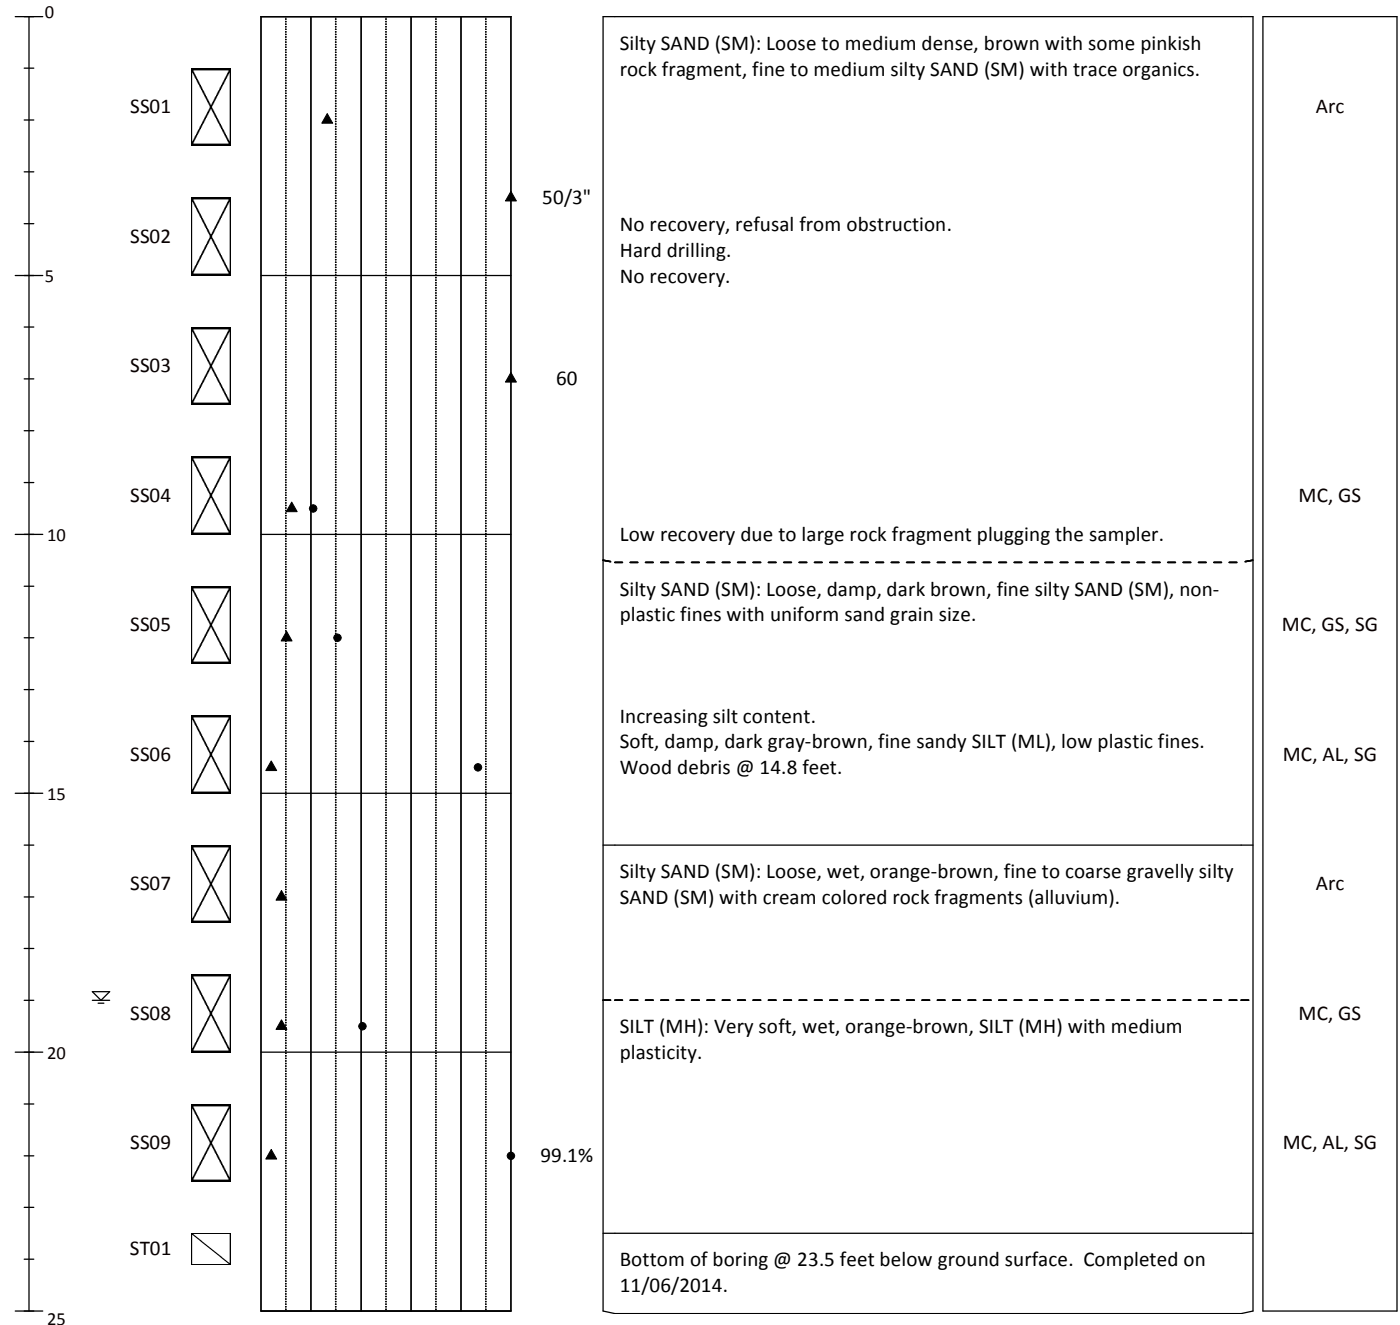 0
Silty SAND (SM): Loose to medium dense, brown with some pinkish
rock fragment, fine to medium silty SAND (SM) with trace organics.
SS01
Arc
50/3"
No recovery, refusal from obstruction.
SS02
Hard drilling.
5
No recovery.
SS03
60
SS04
MC, GS
10
Low recovery due to large rock fragment plugging the sampler.
Silty SAND (SM): Loose, damp, dark brown, fine silty SAND (SM), non-
plastic fines with uniform sand grain size.
SS05
MC, GS, SG
Increasing silt content.
Soft, damp, dark gray-brown, fine sandy SILT (ML), low plastic fines.
Wood debris @ 14.8 feet.
SS06
MC, AL, SG
15
Silty SAND (SM): Loose, wet, orange-brown, fine to coarse gravelly silty
SAND (SM) with cream colored rock fragments (alluvium).
SS07
Arc
SS08
MC, GS
SILT (MH): Very soft, wet, orange-brown, SILT (MH) with medium
plasticity.
20
SS09
99.1%
MC, AL, SG
ST01
Bottom of boring @ 23.5 feet below ground surface.  Completed on
11/06/2014.
25